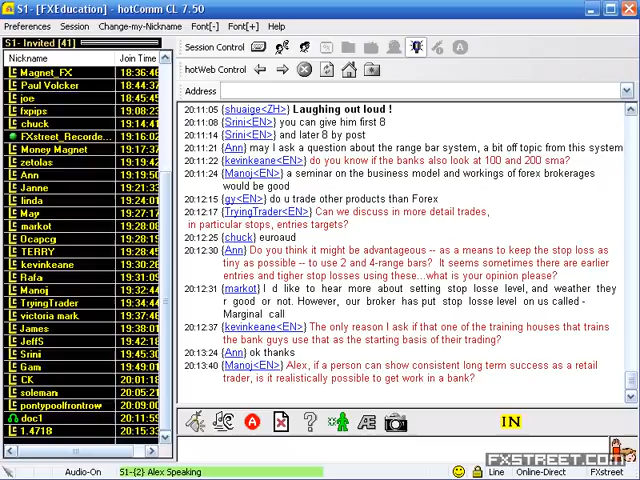 S1- [FXEducation] - hotComm CL 7.50
Preferences Session Change-my-Nickname Font[-] Font[+] Help
S1- Invited [41]
Nickname Join Time
Magnet_FX 18:36:46
Paul Volcker 18:44:37
joe 18:45:45
fxpips 19:08:23
chuck 19:14:41
FXstreet_Recorde... 19:16:02
Money Magnet 19:17:37
zetolas 19:19:42
Ann 19:19:50
Janne 19:21:33
linda 19:24:01
May 19:27:17
markot 19:28:08
Ocapcg 19:28:39
TERRY 19:29:38
kevinkeane 19:30:26
Rafa 19:31:09
Manoj 19:32:44
TryingTrader 19:34:44
victoria mark 19:37:46
James 19:38:01
JeffS 19:42:18
Srini 19:45:30
Gam 19:51:37
CK 20:01:18
soleman 20:05:21
pontypoolfrontrow 20:09:00
doc1 20:11:59
1.4718 20:15:37
Session Control
hotWeb Control
Address
20:11:05 {shuaige<ZH>} Laughing out loud !
20:11:08 {Srini<EN>} you can give him first 8
20:11:14 {Srini<EN>} and later 8 by post
20:11:21 {Ann} may I ask a question about the range bar system, a bit off topic from this system
20:11:22 {kevinkeane<EN>} do you know if the banks also look at 100 and 200 sma?
20:11:24 {Manoj<EN>} a seminar on the business model and workings of forex brokerages
would be good
20:12:15 {gy<EN>} do u trade other products than Forex
20:12:17 {TryingTrader<EN>} Can we discuss in more detail trades,
in particular stops, entries targets?
20:12:25 {chuck} euroaud
20:12:30 {Ann} Do you think it might be advantageous -- as a means to keep the stop loss as
tiny as possible -- to use 2 and 4-range bars? It seems sometimes there are earlier
entries and tigher stop losses using these...what is your opinion please?
20:12:31 {markot} I d like to hear more about setting stop losse level, and weather they
r good or not. However, our broker has put stop losse level on us called -
Marginal call
20:12:37 {kevinkeane<EN>} The only reason I ask if that one of the training houses that trains
the bank guys use that as the starting basis of their trading?
20:13:24 {Ann} ok thanks
20:13:40 {Manoj<EN>} Alex, if a person can show consistent long term success as a retail
trader, is it realistically possible to get work in a bank?
IN
FXSTREET.COM
Audio-On S1-{2} Alex Speaking Line Online-Direct FXstreet